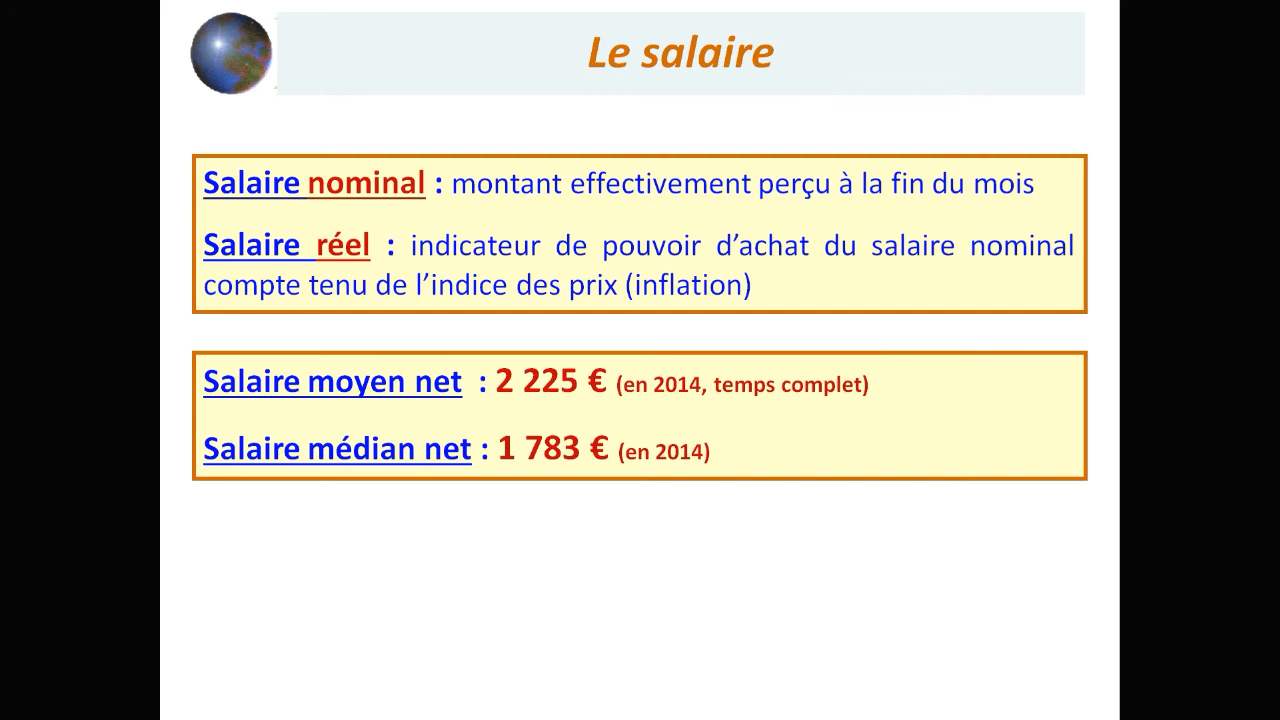 Le salaire
Salaire nominal : montant effectivement perçu à la fin du mois
Salaire réel : indicateur de pouvoir d’achat du salaire nominal
compte tenu de l’indice des prix (inflation)
Salaire moyen net : 2 225 € (en 2014, temps complet)
Salaire médian net : 1 783 € (en 2014)